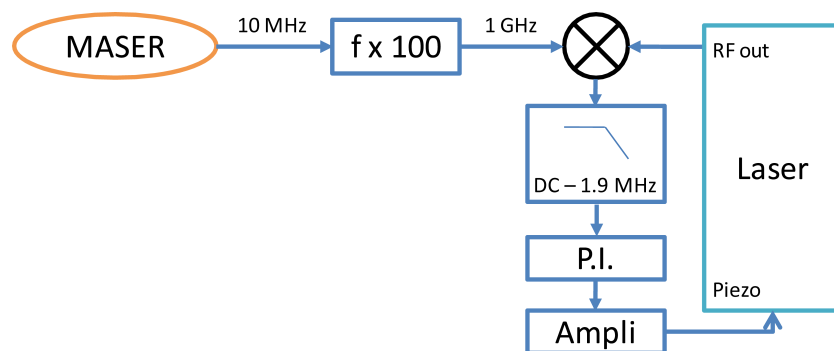 MASER
10 MHz
f x 100
1 GHz
RF out
Laser
DC – 1.9 MHz
P.I.
Piezo
Ampli